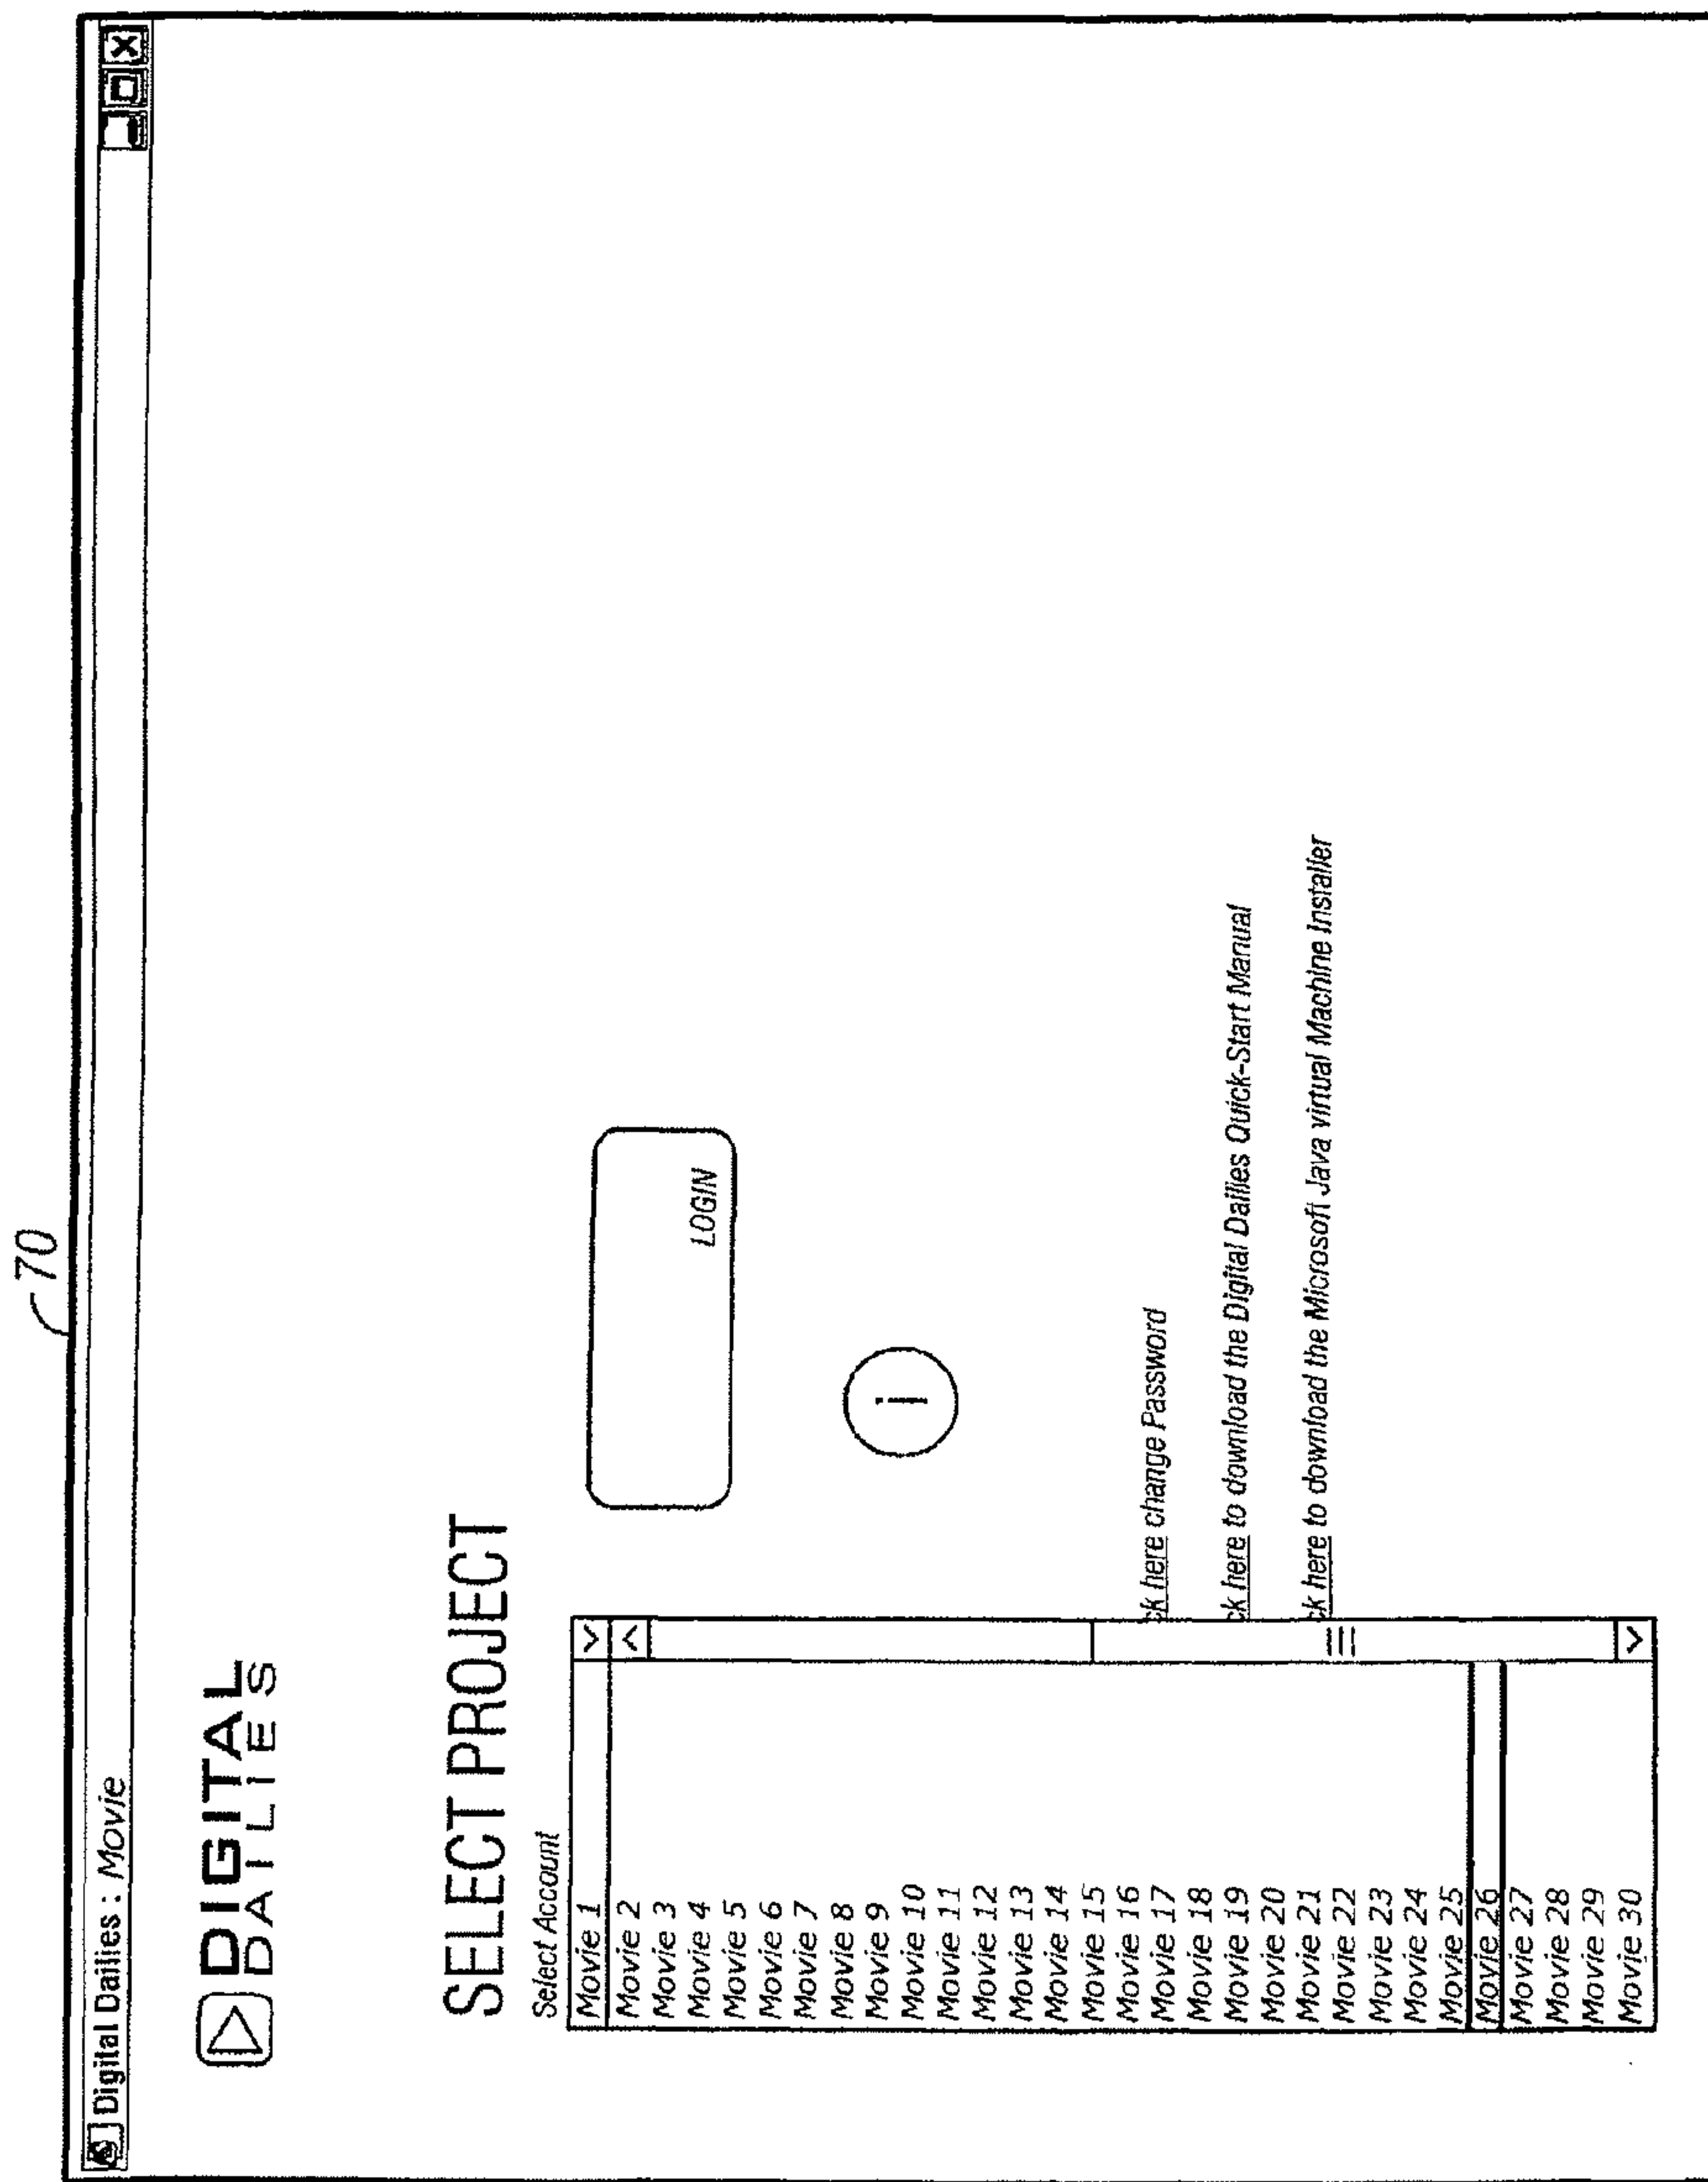 70
Digital Dailies : Movie
DIGITAL
DAILIES
SELECT PROJECT
Select Account
Movie 1
Movie 2
Movie 3
Movie 4
Movie 5
Movie 6
Movie 7
Movie 8
Movie 9
Movie 10
Movie 11
Movie 12
Movie 13
Movie 14
Movie 15
Movie 16
Movie 17
Movie 18
Movie 19
Movie 20
Movie 21
Movie 22
Movie 23
Movie 24
Movie 25
Movie 26
Movie 27
Movie 28
Movie 29
Movie 30
LOGIN
i
ck here change Password
ck here to download the Digital Dailies Quick-Start Manual
ck here to download the Microsoft Java virtual Machine Installer